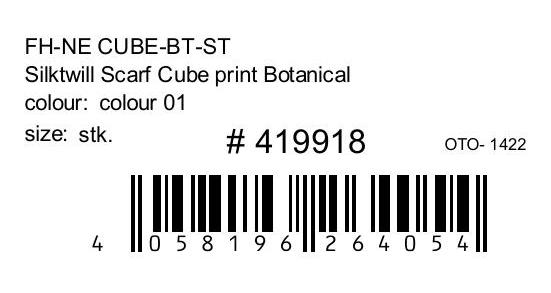 FH-NE CUBE-BT-ST
Silktwill Scarf Cube print Botanical
colour: colour 01
size: stk.
# 419918
OTO- 1422
4 058196 264054